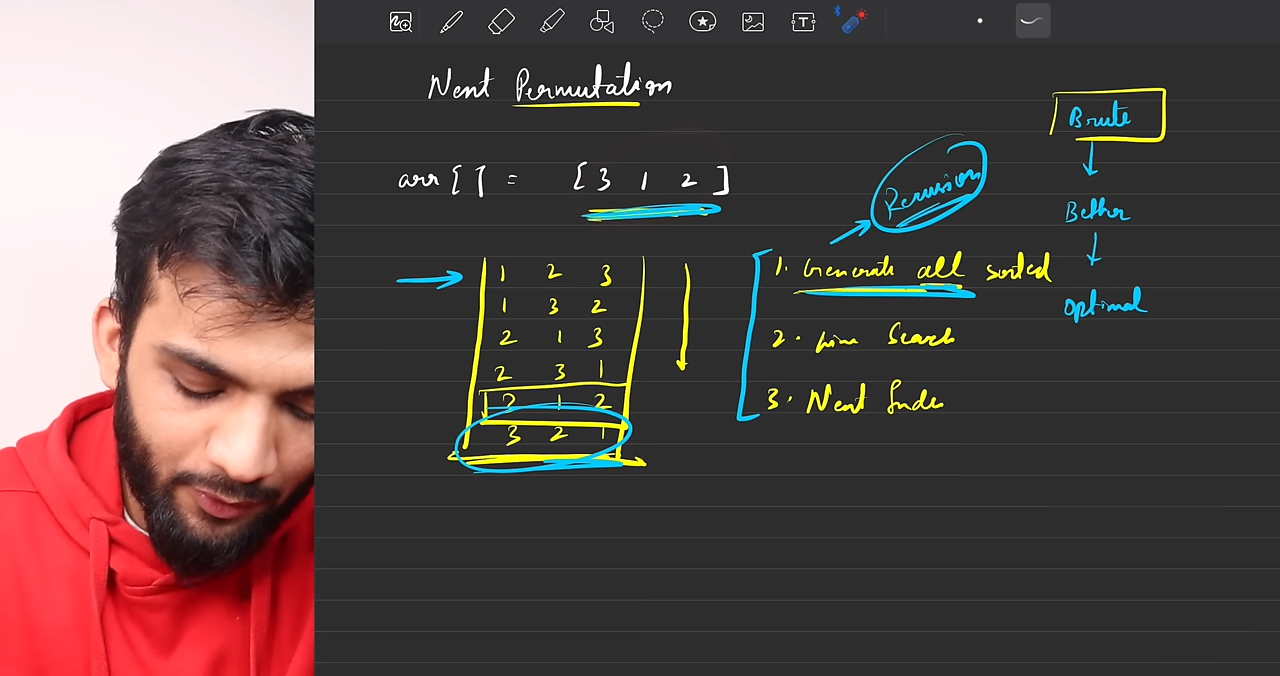 Next Permutation
arr [ ] = [ 3 1 2 ]
1 2 3
1 3 2
2 1 3
2 3 1
3 1 2
3 2 1
Recursion
1. Generate all sorted
2. Search
3. Next Index
Brute
Better
Optimal
T